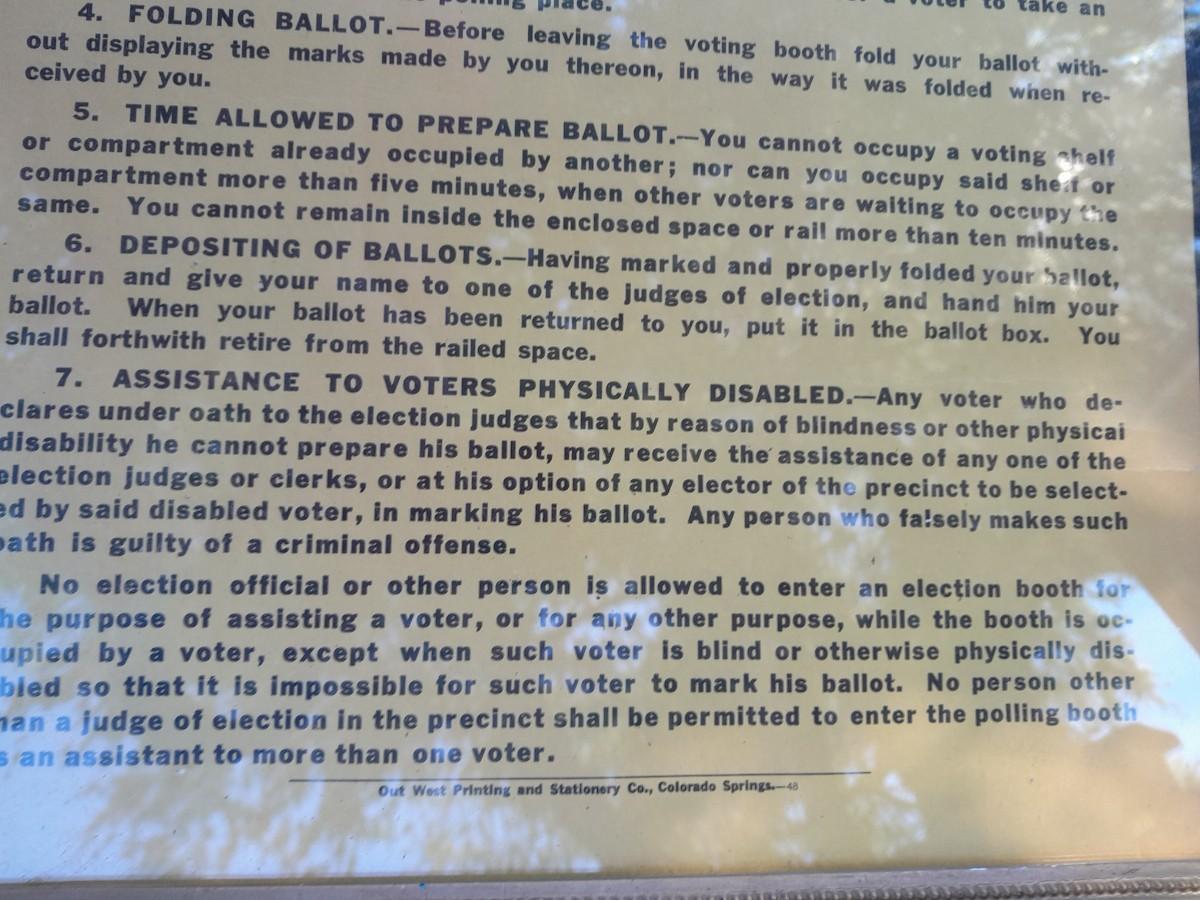 polling place. voter to take an
4. FOLDING BALLOT.—Before leaving the voting booth fold your ballot with-
out displaying the marks made by you thereon, in the way it was folded when re-
ceived by you.
5. TIME ALLOWED TO PREPARE BALLOT.—You cannot occupy a voting shelf
or compartment already occupied by another; nor can you occupy said shelf or
compartment more than five minutes, when other voters are waiting to occupy the
same. You cannot remain inside the enclosed space or rail more than ten minutes.
6. DEPOSITING OF BALLOTS.—Having marked and properly folded your ballot,
return and give your name to one of the judges of election, and hand him your
ballot. When your ballot has been returned to you, put it in the ballot box. You
shall forthwith retire from the railed space.
7. ASSISTANCE TO VOTERS PHYSICALLY DISABLED.—Any voter who de-
clares under oath to the election judges that by reason of blindness or other physical
disability he cannot prepare his ballot, may receive the assistance of any one of the
election judges or clerks, or at his option of any elector of the precinct to be select-
ed by said disabled voter, in marking his ballot. Any person who falsely makes such
oath is guilty of a criminal offense.
No election official or other person is allowed to enter an election booth for
he purpose of assisting a voter, or for any other purpose, while the booth is oc-
upied by a voter, except when such voter is blind or otherwise physically dis-
bled so that it is impossible for such voter to mark his ballot. No person other
han a judge of election in the precinct shall be permitted to enter the polling booth
s an assistant to more than one voter.
Out West Printing and Stationery Co., Colorado Springs.—48